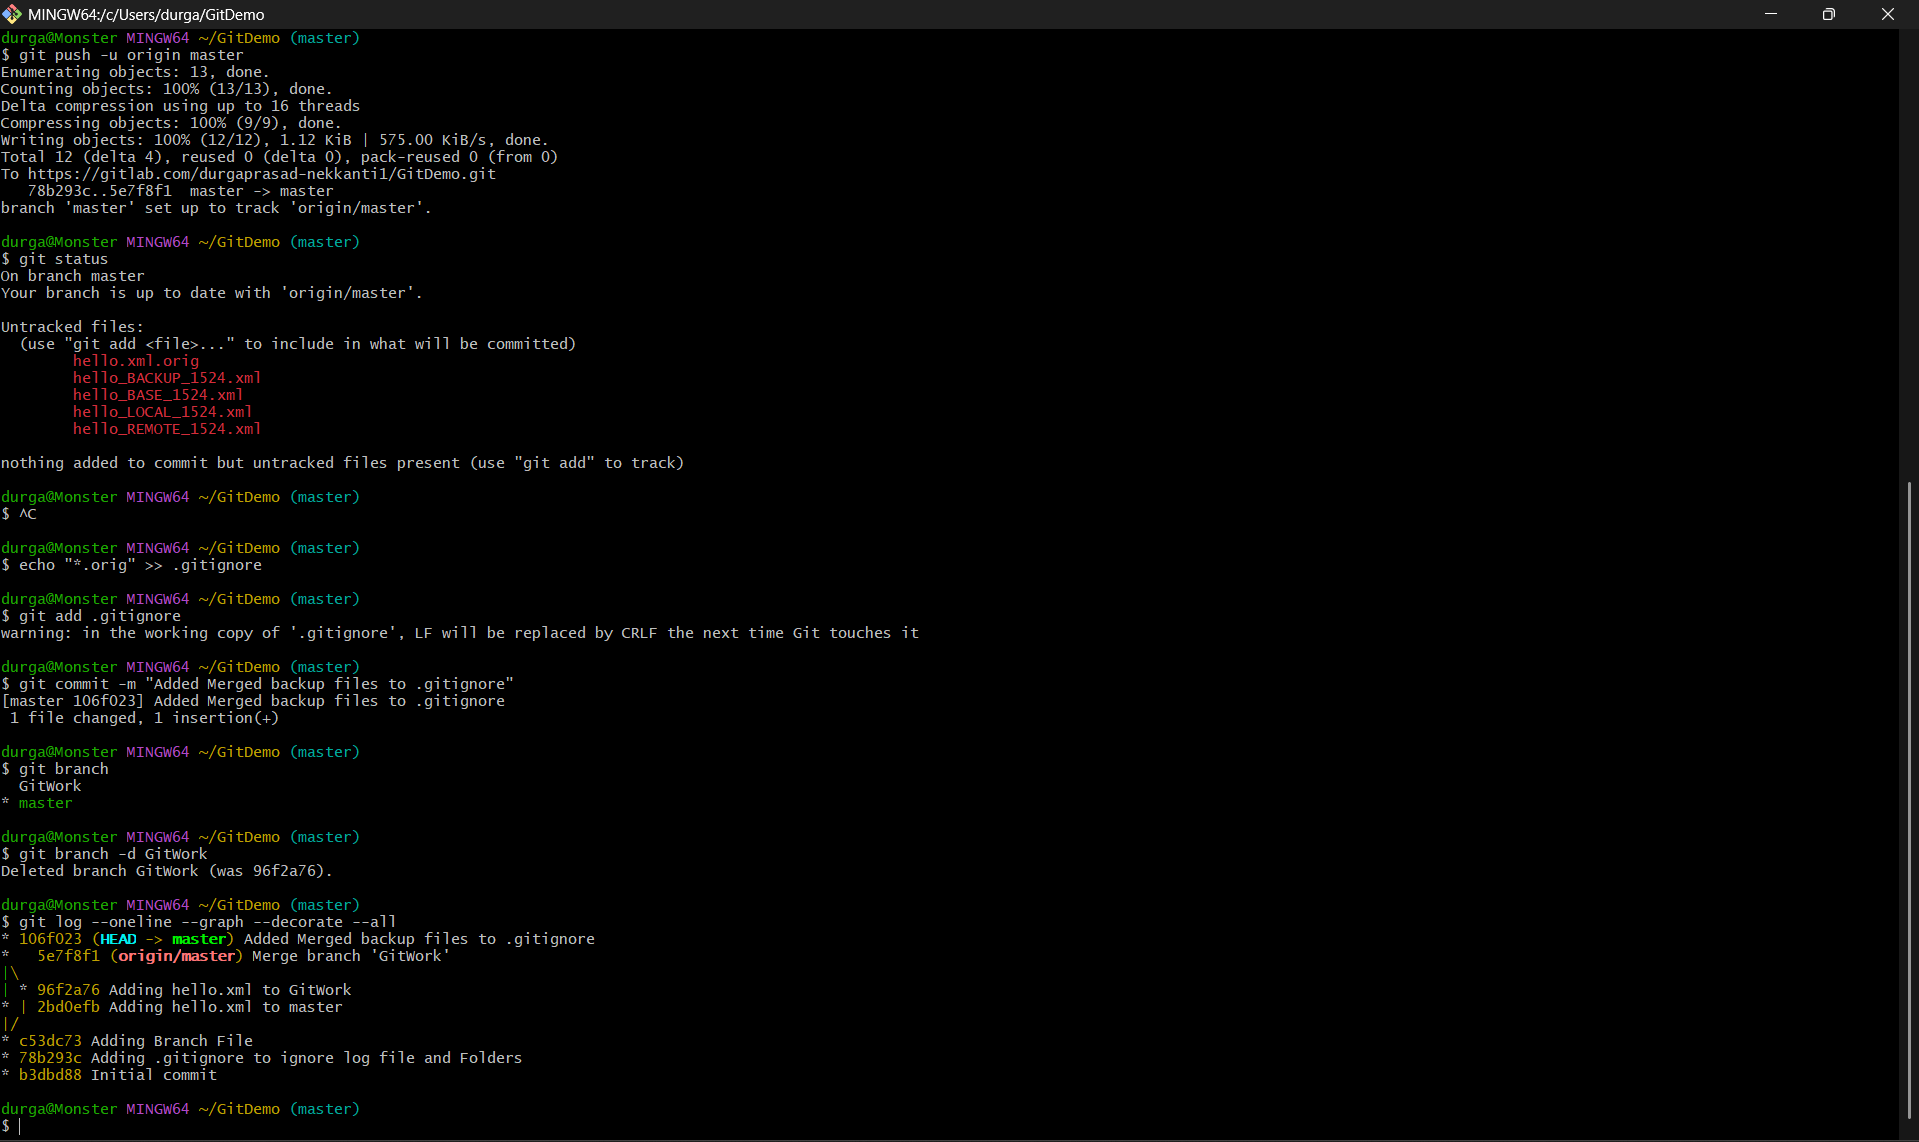 MINGW64:/c/Users/durga/GitDemo
durga@Monster MINGW64 ~/GitDemo (master)
$ git push -u origin master
Enumerating objects: 13, done.
Counting objects: 100% (13/13), done.
Delta compression using up to 16 threads
Compressing objects: 100% (9/9), done.
Writing objects: 100% (12/12), 1.12 KiB | 575.00 KiB/s, done.
Total 12 (delta 4), reused 0 (delta 0), pack-reused 0 (from 0)
To https://gitlab.com/durgaprasad-nekkanti1/GitDemo.git
   78b293c..5e7f8f1  master -> master
branch 'master' set up to track 'origin/master'.

durga@Monster MINGW64 ~/GitDemo (master)
$ git status
On branch master
Your branch is up to date with 'origin/master'.

Untracked files:
  (use "git add <file>..." to include in what will be committed)
        hello.xml.orig
        hello_BACKUP_1524.xml
        hello_BASE_1524.xml
        hello_LOCAL_1524.xml
        hello_REMOTE_1524.xml

nothing added to commit but untracked files present (use "git add" to track)

durga@Monster MINGW64 ~/GitDemo (master)
$ ^C

durga@Monster MINGW64 ~/GitDemo (master)
$ echo "*.orig" >> .gitignore

durga@Monster MINGW64 ~/GitDemo (master)
$ git add .gitignore
warning: in the working copy of '.gitignore', LF will be replaced by CRLF the next time Git touches it

durga@Monster MINGW64 ~/GitDemo (master)
$ git commit -m "Added Merged backup files to .gitignore"
[master 106f023] Added Merged backup files to .gitignore
 1 file changed, 1 insertion(+)

durga@Monster MINGW64 ~/GitDemo (master)
$ git branch
  GitWork
* master

durga@Monster MINGW64 ~/GitDemo (master)
$ git branch -d GitWork
Deleted branch GitWork (was 96f2a76).

durga@Monster MINGW64 ~/GitDemo (master)
$ git log --oneline --graph --decorate --all
* 106f023 (HEAD -> master) Added Merged backup files to .gitignore
*   5e7f8f1 (origin/master) Merge branch 'GitWork'
|\
| * 96f2a76 Adding hello.xml to GitWork
* | 2bd0efb Adding hello.xml to master
|/
* c53dc73 Adding Branch File
* 78b293c Adding .gitignore to ignore log file and Folders
* b3dbd88 Initial commit

durga@Monster MINGW64 ~/GitDemo (master)
$